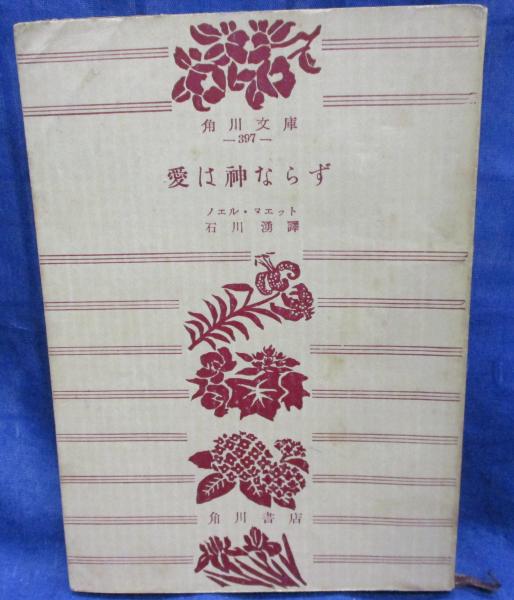 角川文庫
—397—
愛は神ならず
ノエル・ヌエット
石川湧譯
角川書店